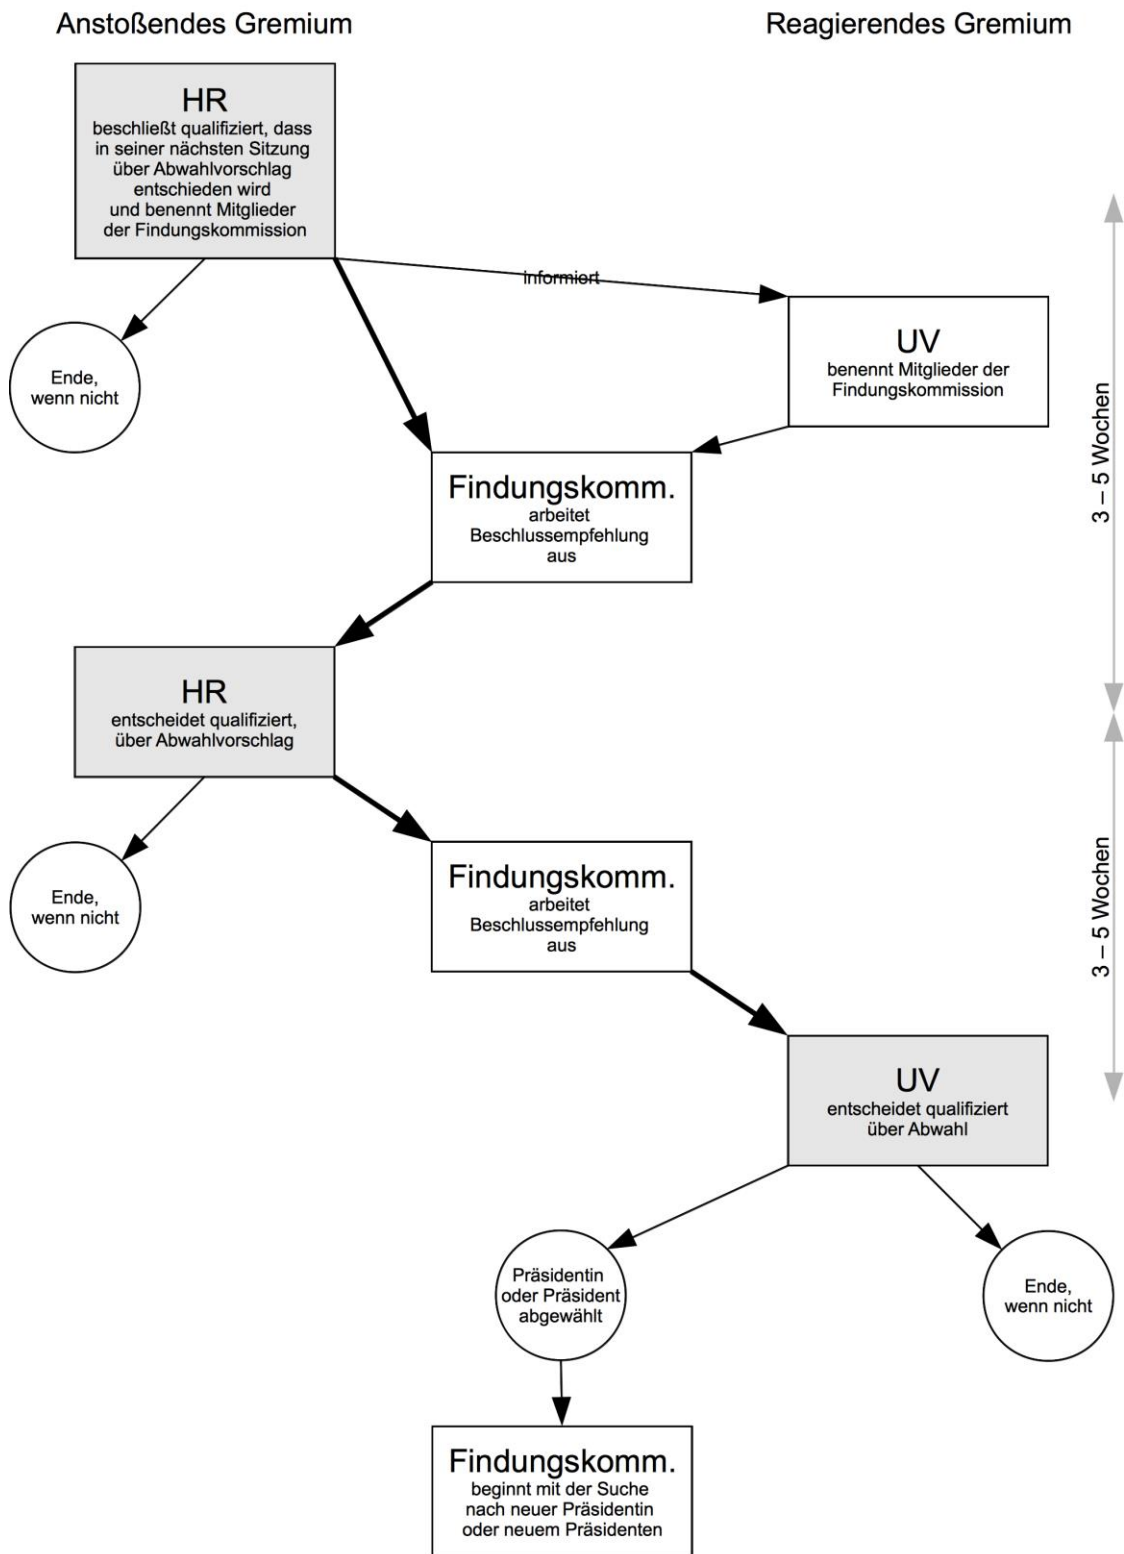 Anstoßendes Gremium
Reagierendes Gremium
HR
beschließt qualifiziert, dass
in seiner nächsten Sitzung
über Abwahlvorschlag
entschieden wird
und benennt Mitglieder
der Findungskommission
informiert
UV
benennt Mitglieder der
Findungskommission
Ende,
wenn nicht
3 – 5 Wochen
Findungskomm.
arbeitet
Beschlussempfehlung
aus
HR
entscheidet qualifiziert,
über Abwahlvorschlag
Ende,
wenn nicht
Findungskomm.
arbeitet
Beschlussempfehlung
aus
3 – 5 Wochen
UV
entscheidet qualifiziert
über Abwahl
Präsidentin
oder Präsident
abgewählt
Ende,
wenn nicht
Findungskomm.
beginnt mit der Suche
nach neuer Präsidentin
oder neuem Präsidenten